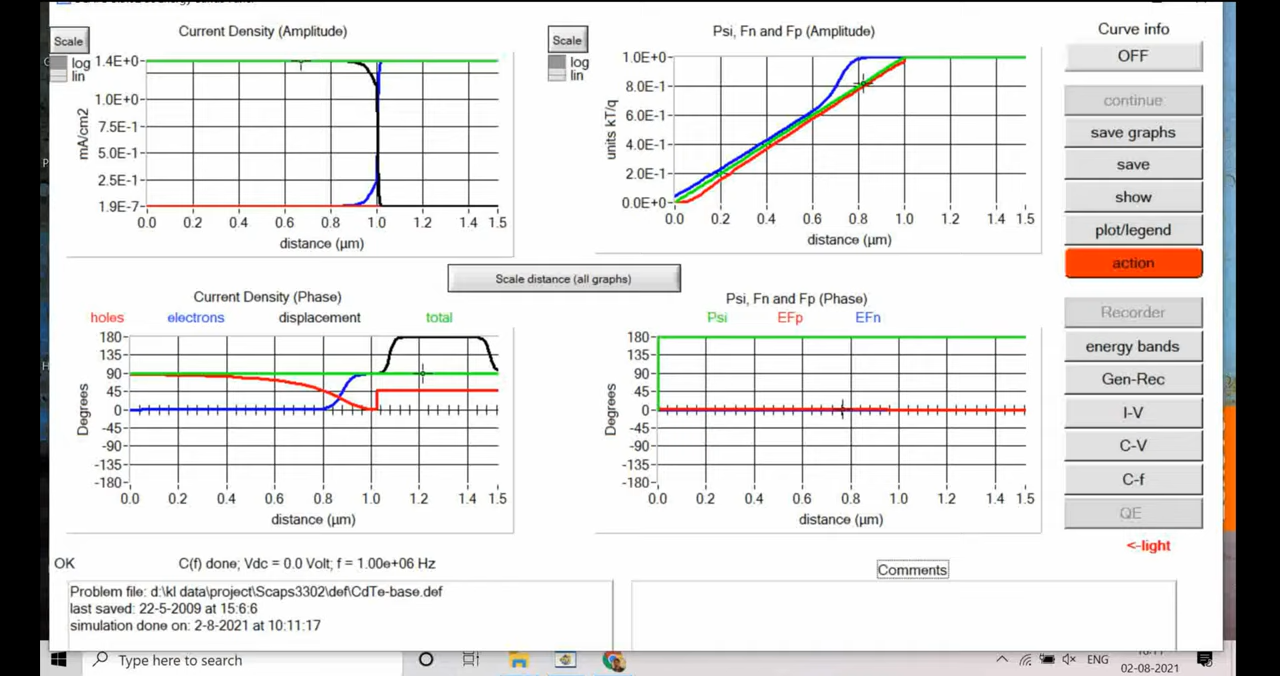 Current Density (Amplitude)
Scale
log
lin
1.4E+0
1.0E+0
7.5E-1
5.0E-1
2.5E-1
1.9E-7
mA/cm2
0.0 0.2 0.4 0.6 0.8 1.0 1.2 1.5
distance (µm)
Psi, Fn and Fp (Amplitude)
Scale
log
lin
1.0E+0
8.0E-1
6.0E-1
4.0E-1
2.0E-1
0.0E+0
units kT/q
0.0 0.2 0.4 0.6 0.8 1.0 1.2 1.5
distance (µm)
Scale distance (all graphs)
Current Density (Phase)
holes electrons displacement total
180
135
90
45
0
-45
-90
-135
-180
Degrees
0.0 0.2 0.4 0.6 0.8 1.0 1.2 1.5
distance (µm)
Psi, Fn and Fp (Phase)
Psi EFp EFn
180
135
90
45
0
-45
-90
-135
-180
Degrees
0.0 0.2 0.4 0.6 0.8 1.0 1.2 1.5
distance (µm)
Curve info
OFF
continue
save graphs
save
show
plot/legend
action
Recorder
energy bands
Gen-Rec
I-V
C-V
C-f
QE
<-light
OK C(f) done; Vdc = 0.0 Volt; f = 1.00e+06 Hz
Comments
Problem file: d:\kl data\project\Scaps3302\def\CdTe-base.def
last saved: 22-5-2009 at 15:6:6
simulation done on: 2-8-2021 at 10:11:17
Type here to search
ENG
02-08-2021